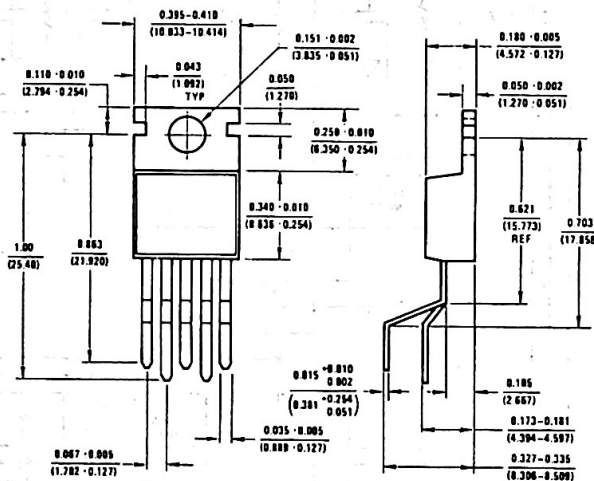 0.395-0.410
(10.033-10.414)
0.151 · 0.002
(3.835 · 0.051)
0.180 · 0.005
(4.572 · 0.127)
0.110 · 0.010
(2.794 · 0.254)
0.043
(1.092)
TYP
0.050
(1.270)
0.050 · 0.002
(1.270 · 0.051)
0.250 · 0.010
(6.350 · 0.254)
0.340 · 0.010
(8.636 · 0.254)
1.00
(25.40)
0.863
(21.920)
0.621
(15.773)
REF
0.703
(17.856)
0.015 +0.010
0.002
(0.381 +0.254
0.051)
0.105
(2.667)
0.035 · 0.005
(0.889 · 0.127)
0.173-0.181
(4.394-4.597)
0.067 · 0.005
(1.702 · 0.127)
0.327-0.335
(8.306-8.509)